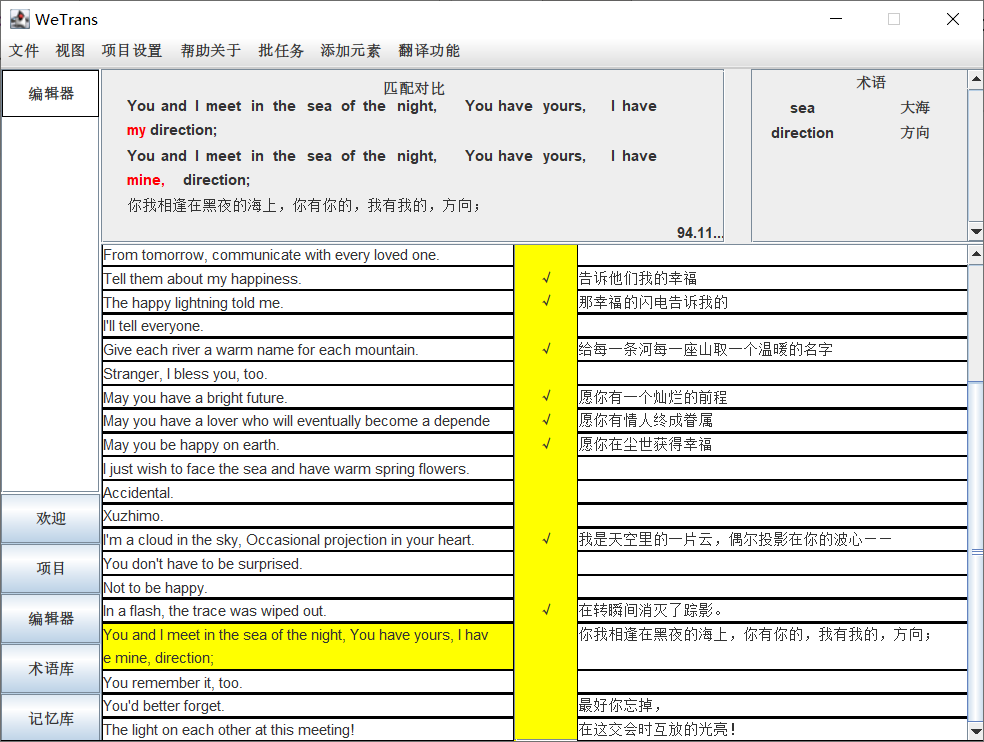 WeTrans
文件 视图 项目设置 帮助关于 批任务 添加元素 翻译功能
编辑器
匹配对比
You and I meet in the sea of the night, You have yours, I have
my direction;
You and I meet in the sea of the night, You have yours, I have
mine, direction;
你我相逢在黑夜的海上，你有你的，我有我的，方向；
94.11...
术语
sea 大海
direction 方向
From tomorrow, communicate with every loved one.
Tell them about my happiness. √ 告诉他们我的幸福
The happy lightning told me. √ 那幸福的闪电告诉我的
I'll tell everyone.
Give each river a warm name for each mountain. √ 给每一条河每一座山取一个温暖的名字
Stranger, I bless you, too.
May you have a bright future. √ 愿你有一个灿烂的前程
May you have a lover who will eventually become a depende √ 愿你有情人终成眷属
May you be happy on earth. √ 愿你在尘世获得幸福
I just wish to face the sea and have warm spring flowers.
Accidental.
Xuzhimo.
I'm a cloud in the sky, Occasional projection in your heart. √ 我是天空里的一片云，偶尔投影在你的波心——
You don't have to be surprised.
Not to be happy.
In a flash, the trace was wiped out. √ 在转瞬间消灭了踪影。
You and I meet in the sea of the night, You have yours, I hav 你我相逢在黑夜的海上，你有你的，我有我的，方向；
e mine, direction;
You remember it, too.
You'd better forget. 最好你忘掉，
The light on each other at this meeting! 在这交会时互放的光亮！
欢迎
项目
编辑器
术语库
记忆库